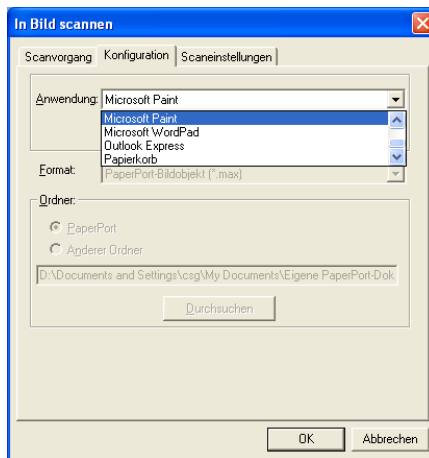 In Bild scannen
Scanvorgang Konfiguration Scaneinstellungen
Anwendung: Microsoft Paint
Microsoft Paint
Microsoft WordPad
Outlook Express
Papierkorb
Format: PaperPort-Bildobjekt (*.max)
Ordner:
PaperPort
Anderer Ordner
D:\Documents and Settings\csg\My Documents\Eigene PaperPort-Dok
Durchsuchen
OK Abbrechen